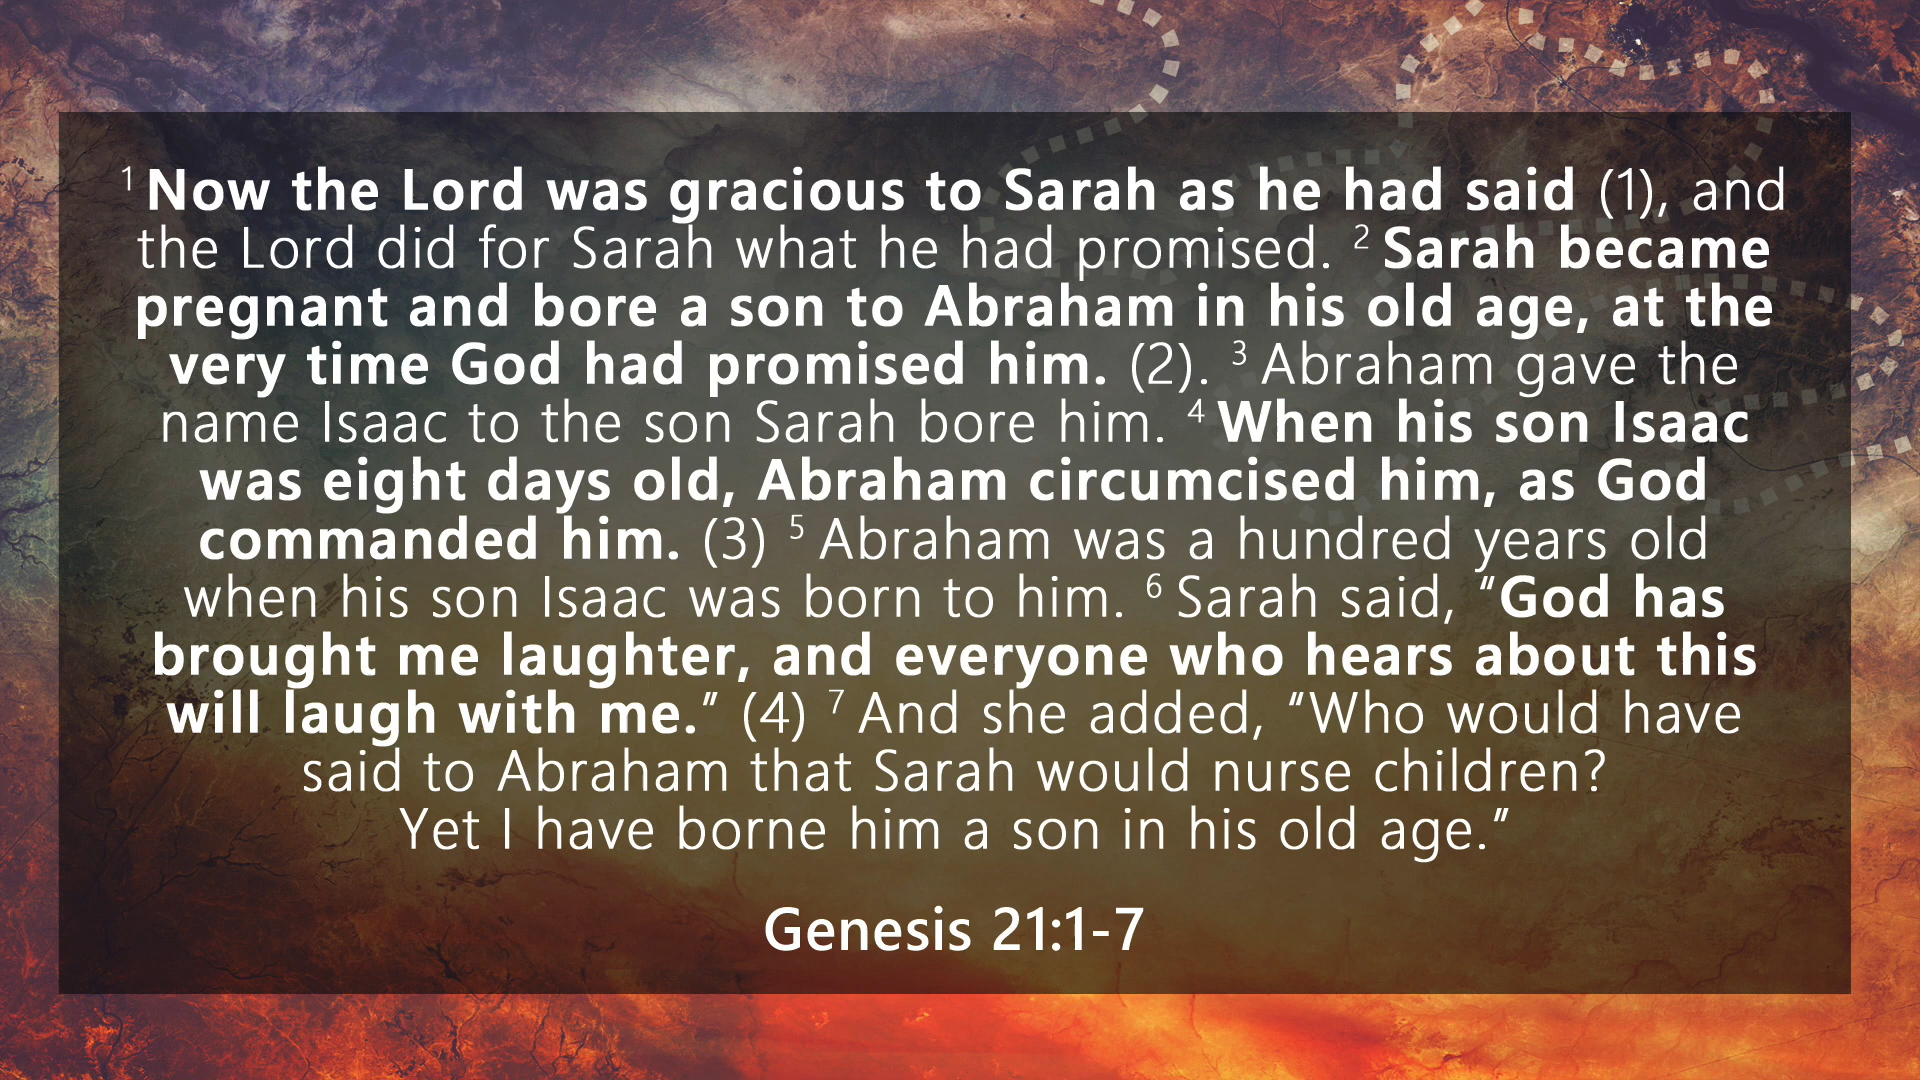 1 Now the Lord was gracious to Sarah as he had said (1), and
the Lord did for Sarah what he had promised. 2 Sarah became
pregnant and bore a son to Abraham in his old age, at the
very time God had promised him. (2). 3 Abraham gave the
name Isaac to the son Sarah bore him. 4 When his son Isaac
was eight days old, Abraham circumcised him, as God
commanded him. (3) 5 Abraham was a hundred years old
when his son Isaac was born to him. 6 Sarah said, “God has
brought me laughter, and everyone who hears about this
will laugh with me.” (4) 7 And she added, “Who would have
said to Abraham that Sarah would nurse children?
Yet I have borne him a son in his old age.”
Genesis 21:1-7